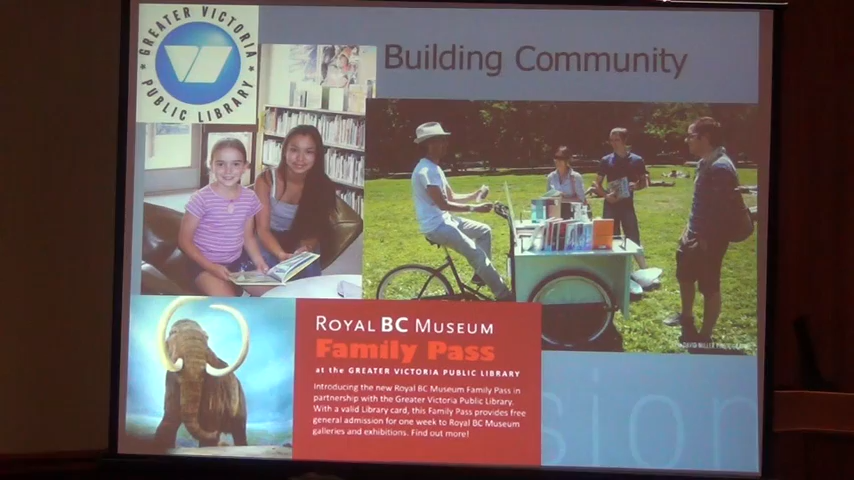 GREATER VICTORIA
PUBLIC LIBRARY
Building Community
ROYAL BC MUSEUM
Family Pass
at the GREATER VICTORIA PUBLIC LIBRARY
Introducing the new Royal BC Museum Family Pass in
partnership with the Greater Victoria Public Library.
With a valid Library card, this Family Pass provides free
general admission for one week to Royal BC Museum
galleries and exhibitions. Find out more!
sion